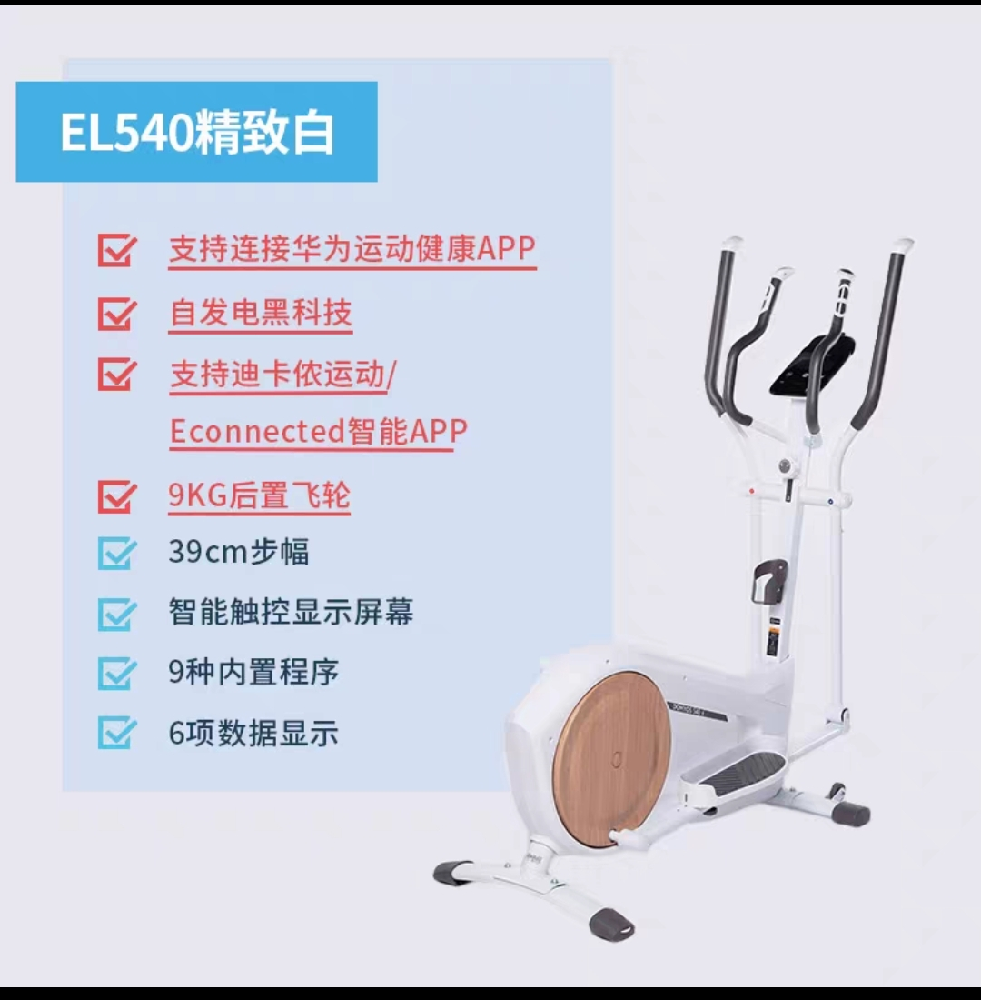 EL540精致白
支持连接华为运动健康APP
自发电黑科技
支持迪卡侬运动/
Econnected智能APP
9KG后置飞轮
39cm步幅
智能触控显示屏幕
9种内置程序
6项数据显示